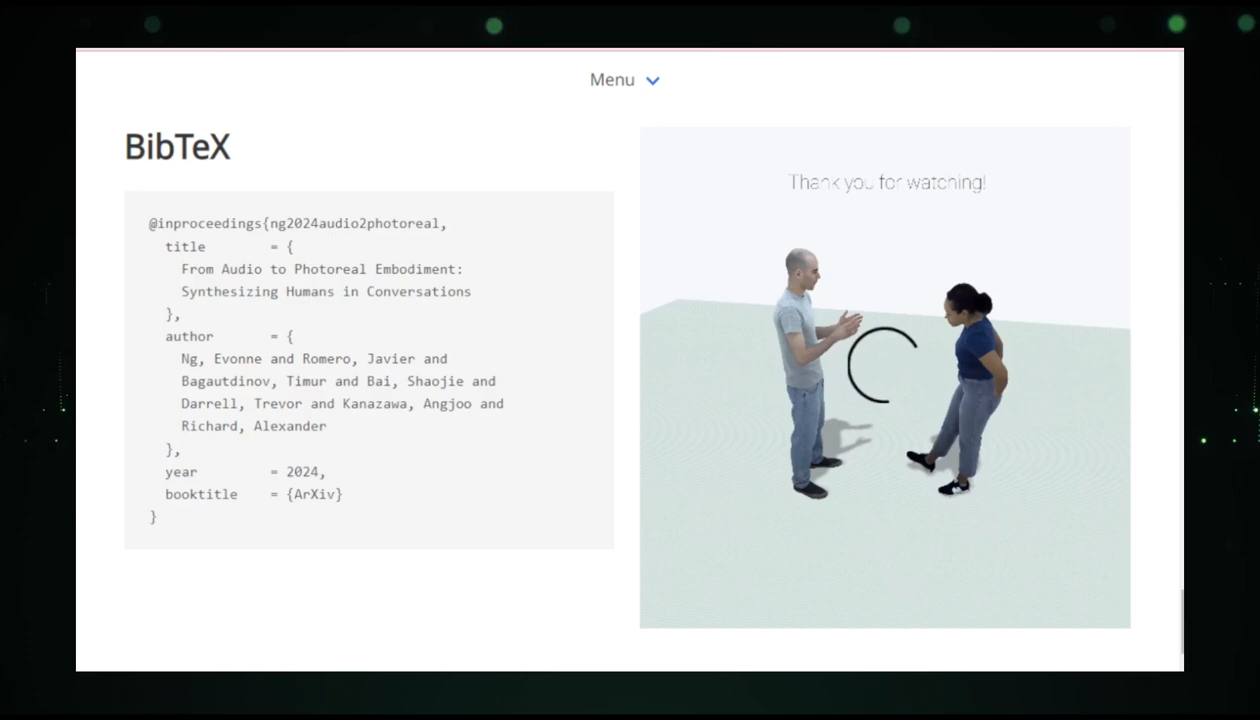 Menu
BibTeX
@inproceedings{ng2024audio2photoreal,
  title        = {
    From Audio to Photoreal Embodiment:
    Synthesizing Humans in Conversations
  },
  author       = {
    Ng, Evonne and Romero, Javier and
    Bagautdinov, Timur and Bai, Shaojie and
    Darrell, Trevor and Kanazawa, Angjoo and
    Richard, Alexander
  },
  year         = 2024,
  booktitle    = {ArXiv}
}
Thank you for watching!